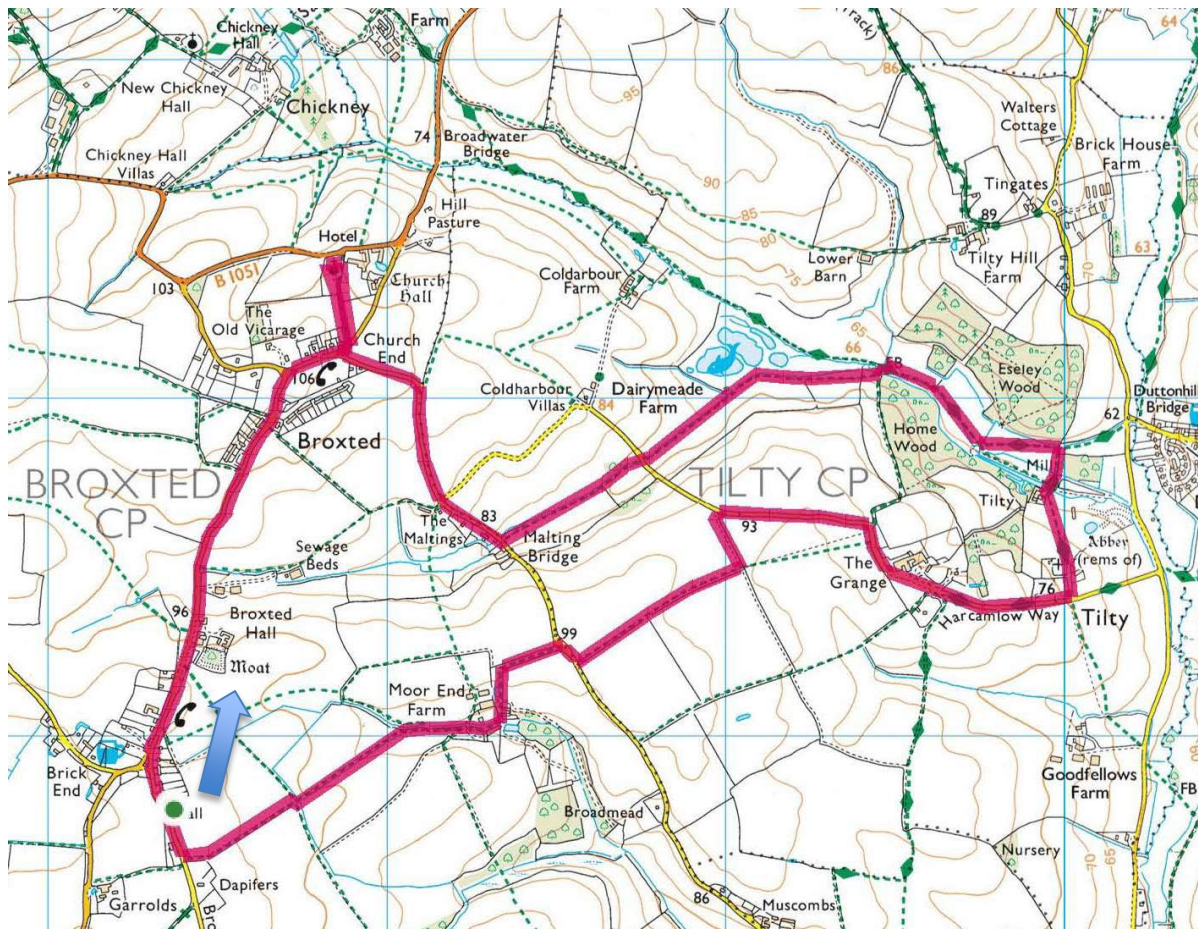 Chickney
Hall
Farm
New Chickney
Hall
Chickney
Chickney Hall
Villas
74
Broadwater
Bridge
95
90
85
80
75
Track)
86
64
Walters
Cottage
Brick House
Farm
Tingates
89
63
Tilty Hill
Farm
Lower
Barn
70
Hill
Pasture
Hotel
B 1051
103
Church
Hall
The
Old Vicarage
Church
End
106
Coldarbour
Farm
65
66
FB
Eseley
Wood
Coldharbour
Villas
84
Dairymeade
Farm
Home
Wood
62
Duttonhill
Bridge
Broxted
BROXTED
CP
TILTY CP
Mill
Tilty
The
Maltings
83
Malting
Bridge
93
Abbey
(rems of)
Sewage
Beds
The
Grange
76
Harcamlow Way
Tilty
96
Broxted
Hall
Moat
99
Moor End
Farm
Brick
End
all
Goodfellows
Farm
FB
Broadmead
Nursery
70
65
Dapifers
Garrolds
Bro
86
Muscombs